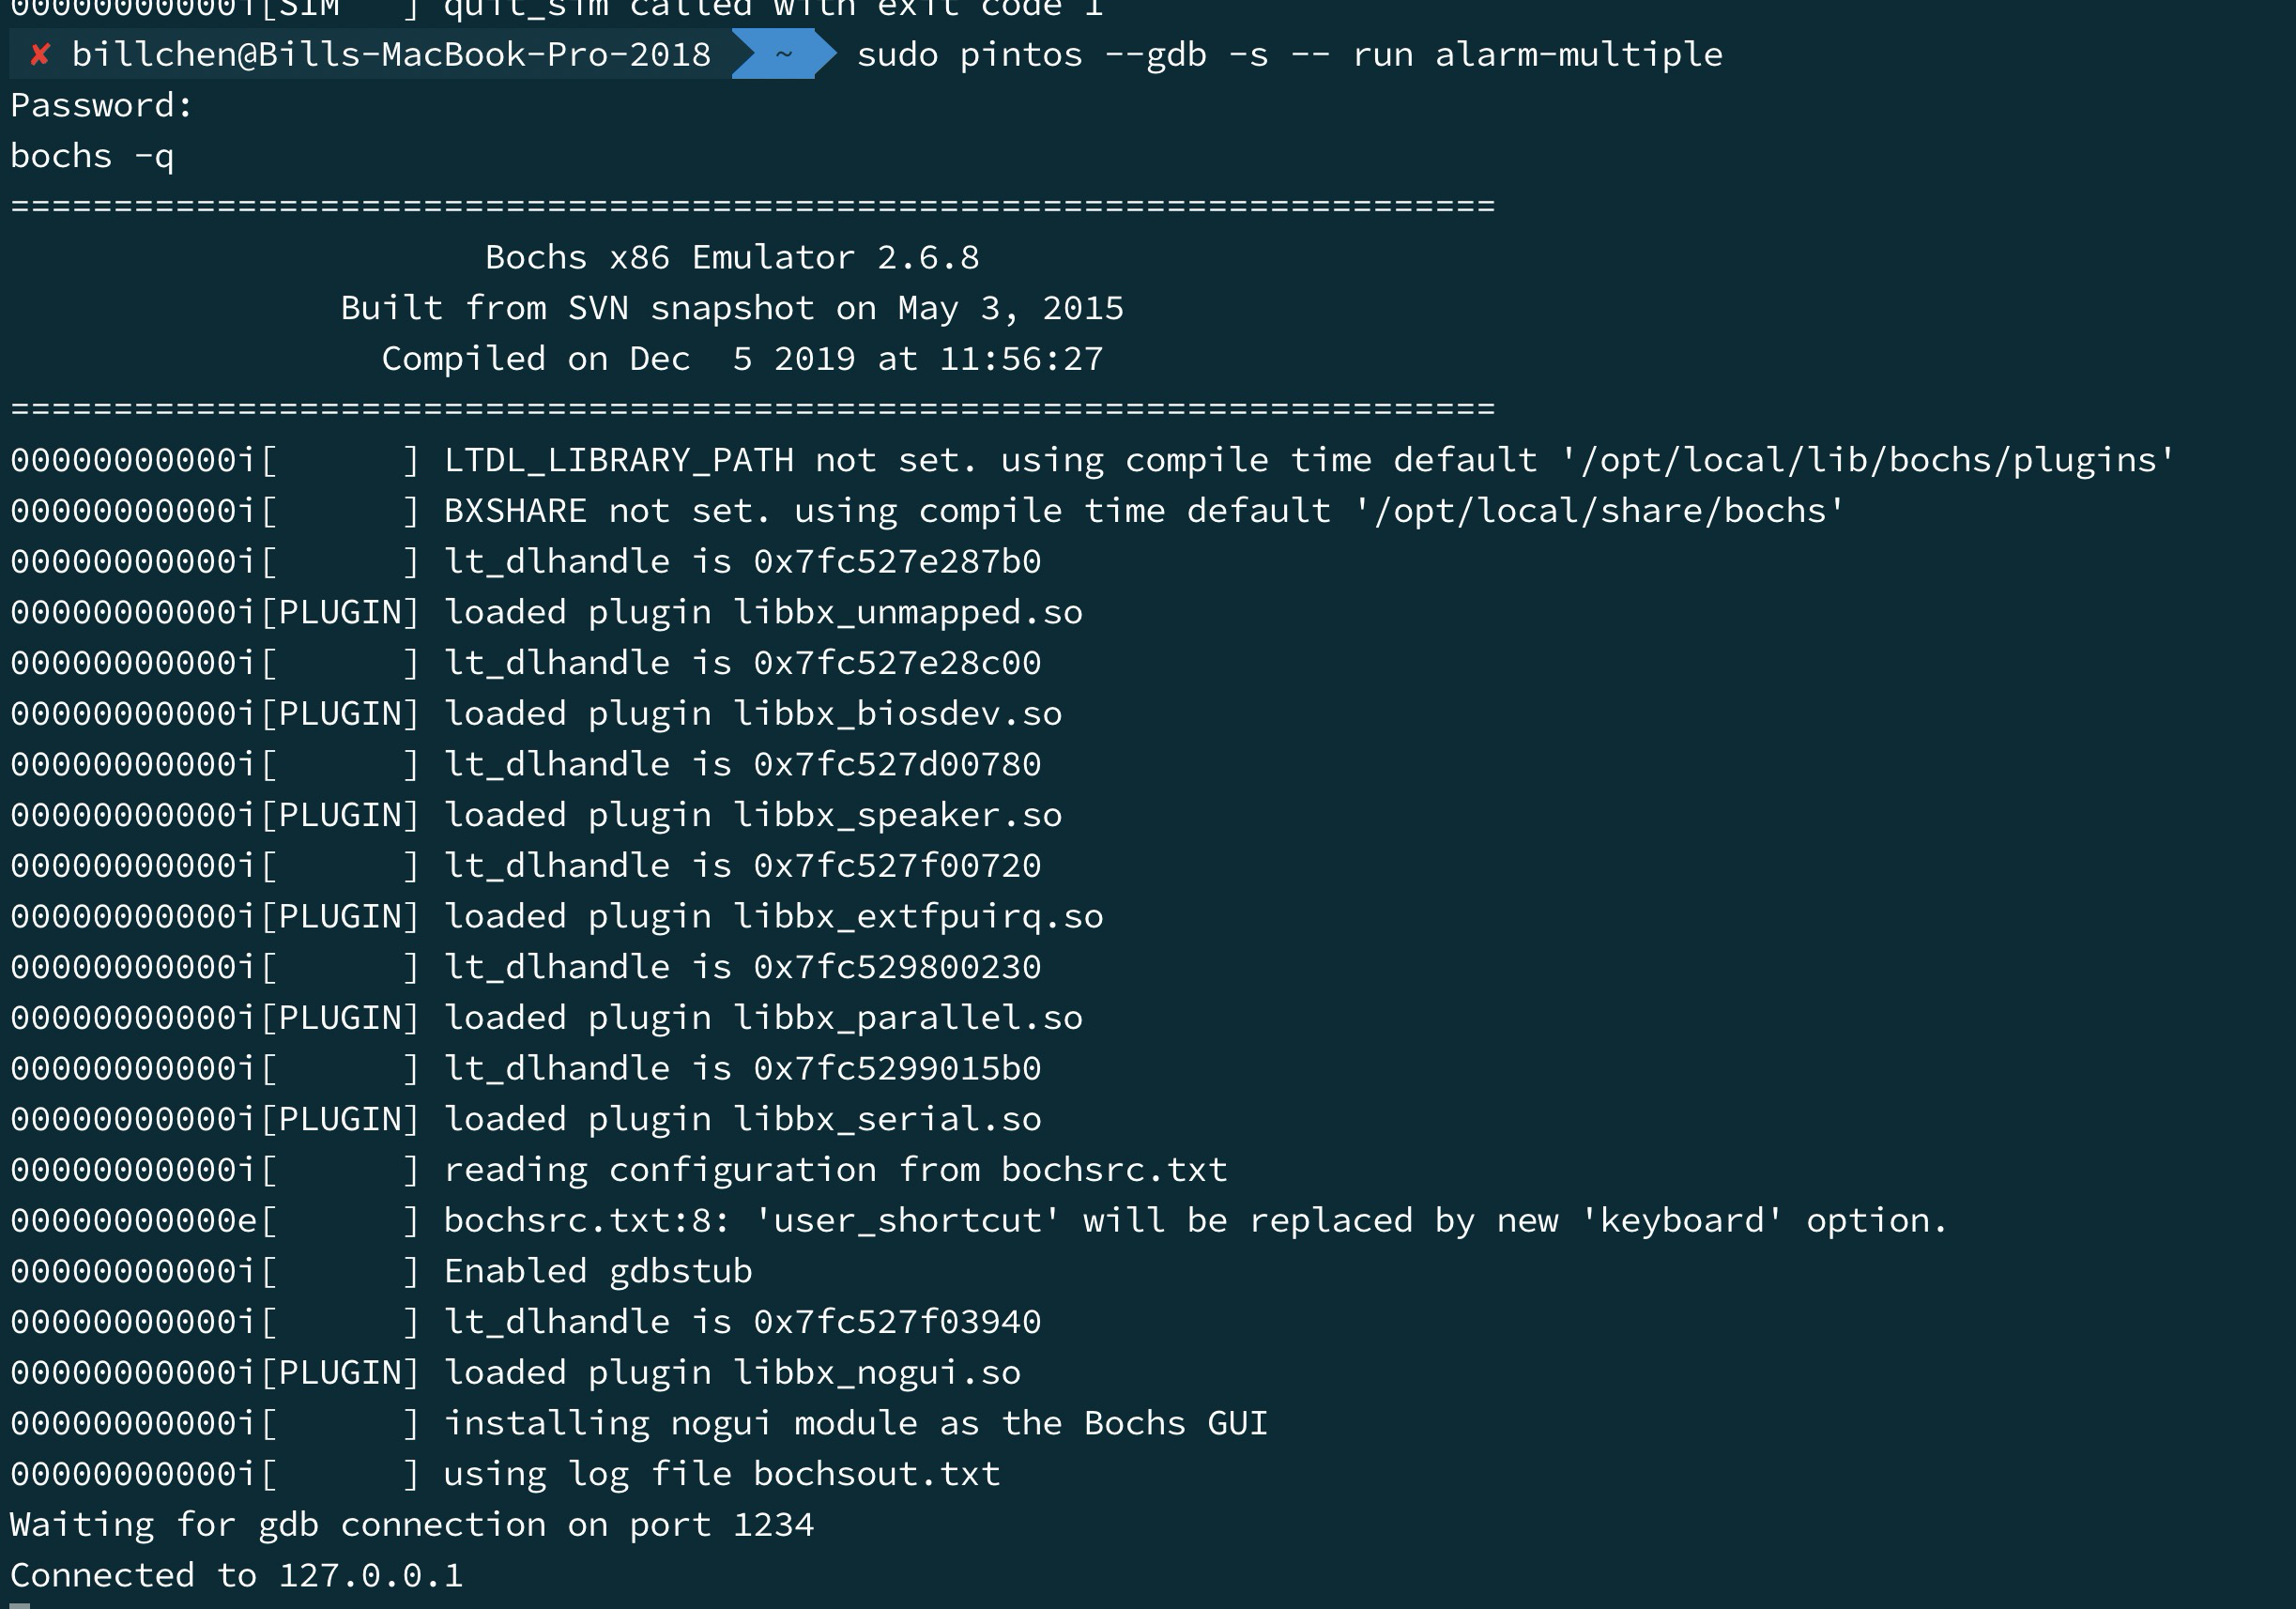 00000000000i[SIM   ] quit_sim called with exit code 1
✘ billchen@Bills-MacBook-Pro-2018 ~ sudo pintos --gdb -s -- run alarm-multiple
Password:
bochs -q
========================================================================
                       Bochs x86 Emulator 2.6.8
                Built from SVN snapshot on May 3, 2015
                  Compiled on Dec  5 2019 at 11:56:27
========================================================================
00000000000i[      ] LTDL_LIBRARY_PATH not set. using compile time default '/opt/local/lib/bochs/plugins'
00000000000i[      ] BXSHARE not set. using compile time default '/opt/local/share/bochs'
00000000000i[      ] lt_dlhandle is 0x7fc527e287b0
00000000000i[PLUGIN] loaded plugin libbx_unmapped.so
00000000000i[      ] lt_dlhandle is 0x7fc527e28c00
00000000000i[PLUGIN] loaded plugin libbx_biosdev.so
00000000000i[      ] lt_dlhandle is 0x7fc527d00780
00000000000i[PLUGIN] loaded plugin libbx_speaker.so
00000000000i[      ] lt_dlhandle is 0x7fc527f00720
00000000000i[PLUGIN] loaded plugin libbx_extfpuirq.so
00000000000i[      ] lt_dlhandle is 0x7fc529800230
00000000000i[PLUGIN] loaded plugin libbx_parallel.so
00000000000i[      ] lt_dlhandle is 0x7fc5299015b0
00000000000i[PLUGIN] loaded plugin libbx_serial.so
00000000000i[      ] reading configuration from bochsrc.txt
00000000000e[      ] bochsrc.txt:8: 'user_shortcut' will be replaced by new 'keyboard' option.
00000000000i[      ] Enabled gdbstub
00000000000i[      ] lt_dlhandle is 0x7fc527f03940
00000000000i[PLUGIN] loaded plugin libbx_nogui.so
00000000000i[      ] installing nogui module as the Bochs GUI
00000000000i[      ] using log file bochsout.txt
Waiting for gdb connection on port 1234
Connected to 127.0.0.1